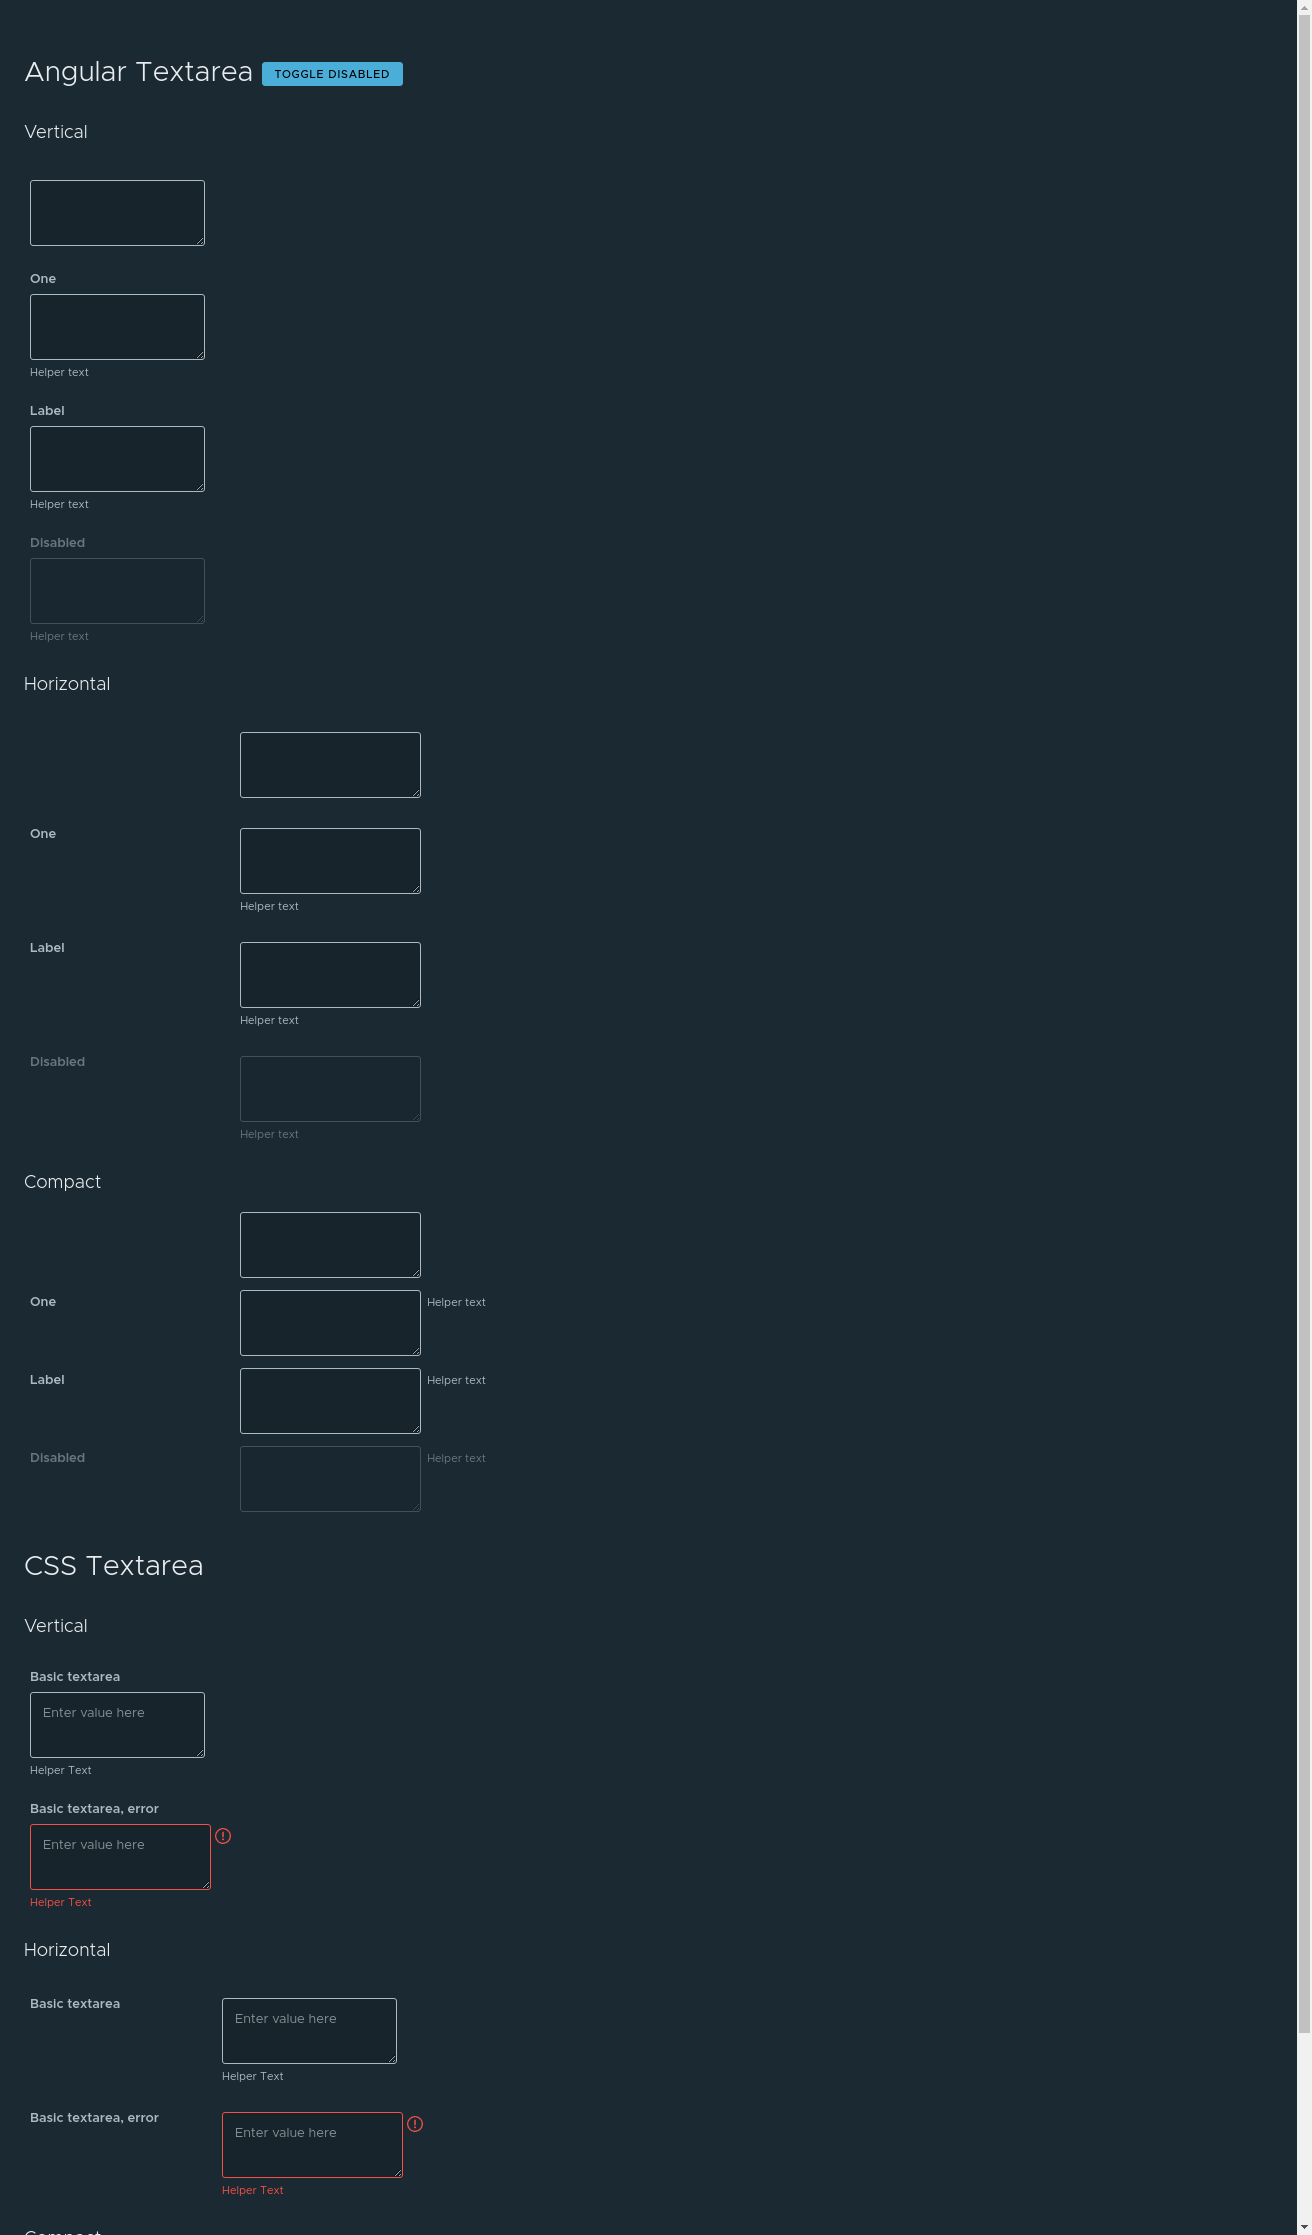 Angular Textarea TOGGLE DISABLED
Vertical
One
Helper text
Label
Helper text
Disabled
Helper text
Horizontal
One
Helper text
Label
Helper text
Disabled
Helper text
Compact
One Helper text
Label Helper text
Disabled Helper text
CSS Textarea
Vertical
Basic textarea
Enter value here
Helper Text
Basic textarea, error
Enter value here
Helper Text
Horizontal
Basic textarea
Enter value here
Helper Text
Basic textarea, error
Enter value here
Helper Text
Compact